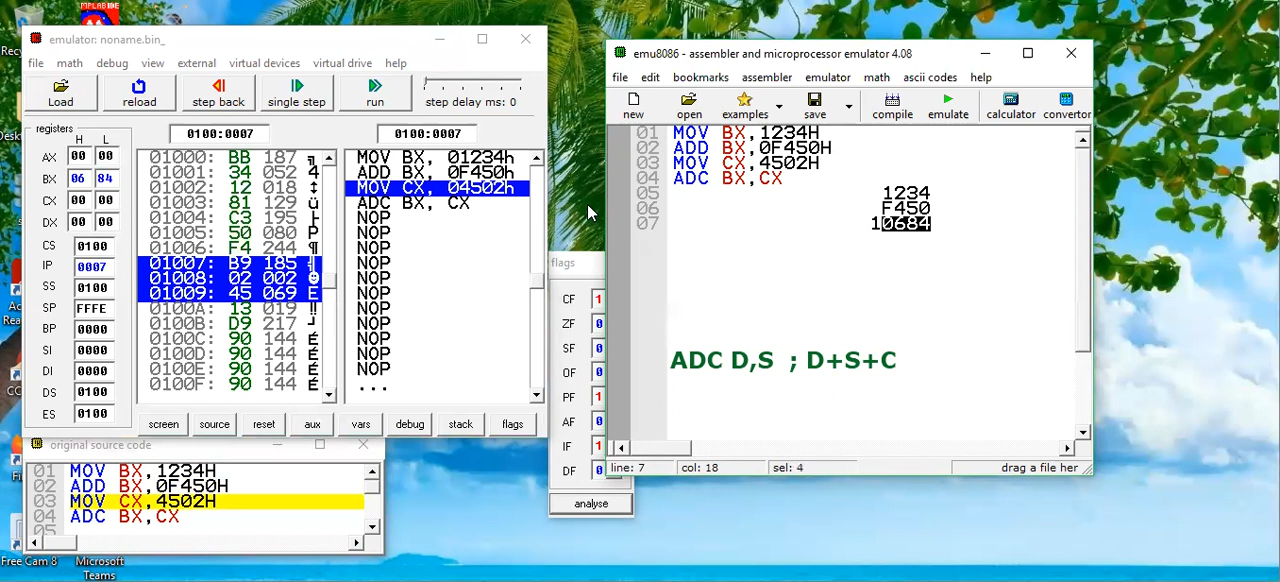 MPLAB IDE
emulator: noname.bin_
file math debug view external virtual devices virtual drive help
Load reload step back single step run step delay ms: 0
registers
H L
AX 00 00
BX 06 84
CX 00 00
DX 00 00
CS 0100
IP 0007
SS 0100
SP FFFE
BP 0000
SI 0000
DI 0000
DS 0100
ES 0100
0100:0007
01000: BB 187 ╗
01001: 34 052 4
01002: 12 018 ↕
01003: 81 129 ü
01004: C3 195 ├
01005: 50 080 P
01006: F4 244 ¶
01007: B9 185 ╣
01008: 02 002 ☻
01009: 45 069 E
0100A: 13 019 ‼
0100B: D9 217 ┘
0100C: 90 144 É
0100D: 90 144 É
0100E: 90 144 É
0100F: 90 144 É
0100:0007
MOV BX, 01234h
ADD BX, 0F450h
MOV CX, 04502h
ADC BX, CX
NOP
NOP
NOP
NOP
NOP
NOP
NOP
NOP
NOP
NOP
...
screen source reset aux vars debug stack flags
original source code
01 MOV BX,1234H
02 ADD BX,0F450H
03 MOV CX,4502H
04 ADC BX,CX
flags
CF 1
ZF 0
SF 0
OF 0
PF 1
AF 0
IF 1
DF 0
analyse
emu8086 - assembler and microprocessor emulator 4.08
file edit bookmarks assembler emulator math ascii codes help
new open examples save compile emulate calculator convertor
01 MOV BX,1234H
02 ADD BX,0F450H
03 MOV CX,4502H
04 ADC BX,CX
05 1234
06 F450
07 10684
ADC D,S ; D+S+C
line: 7 col: 18 sel: 4 drag a file her
Free Cam 8
Microsoft
Teams